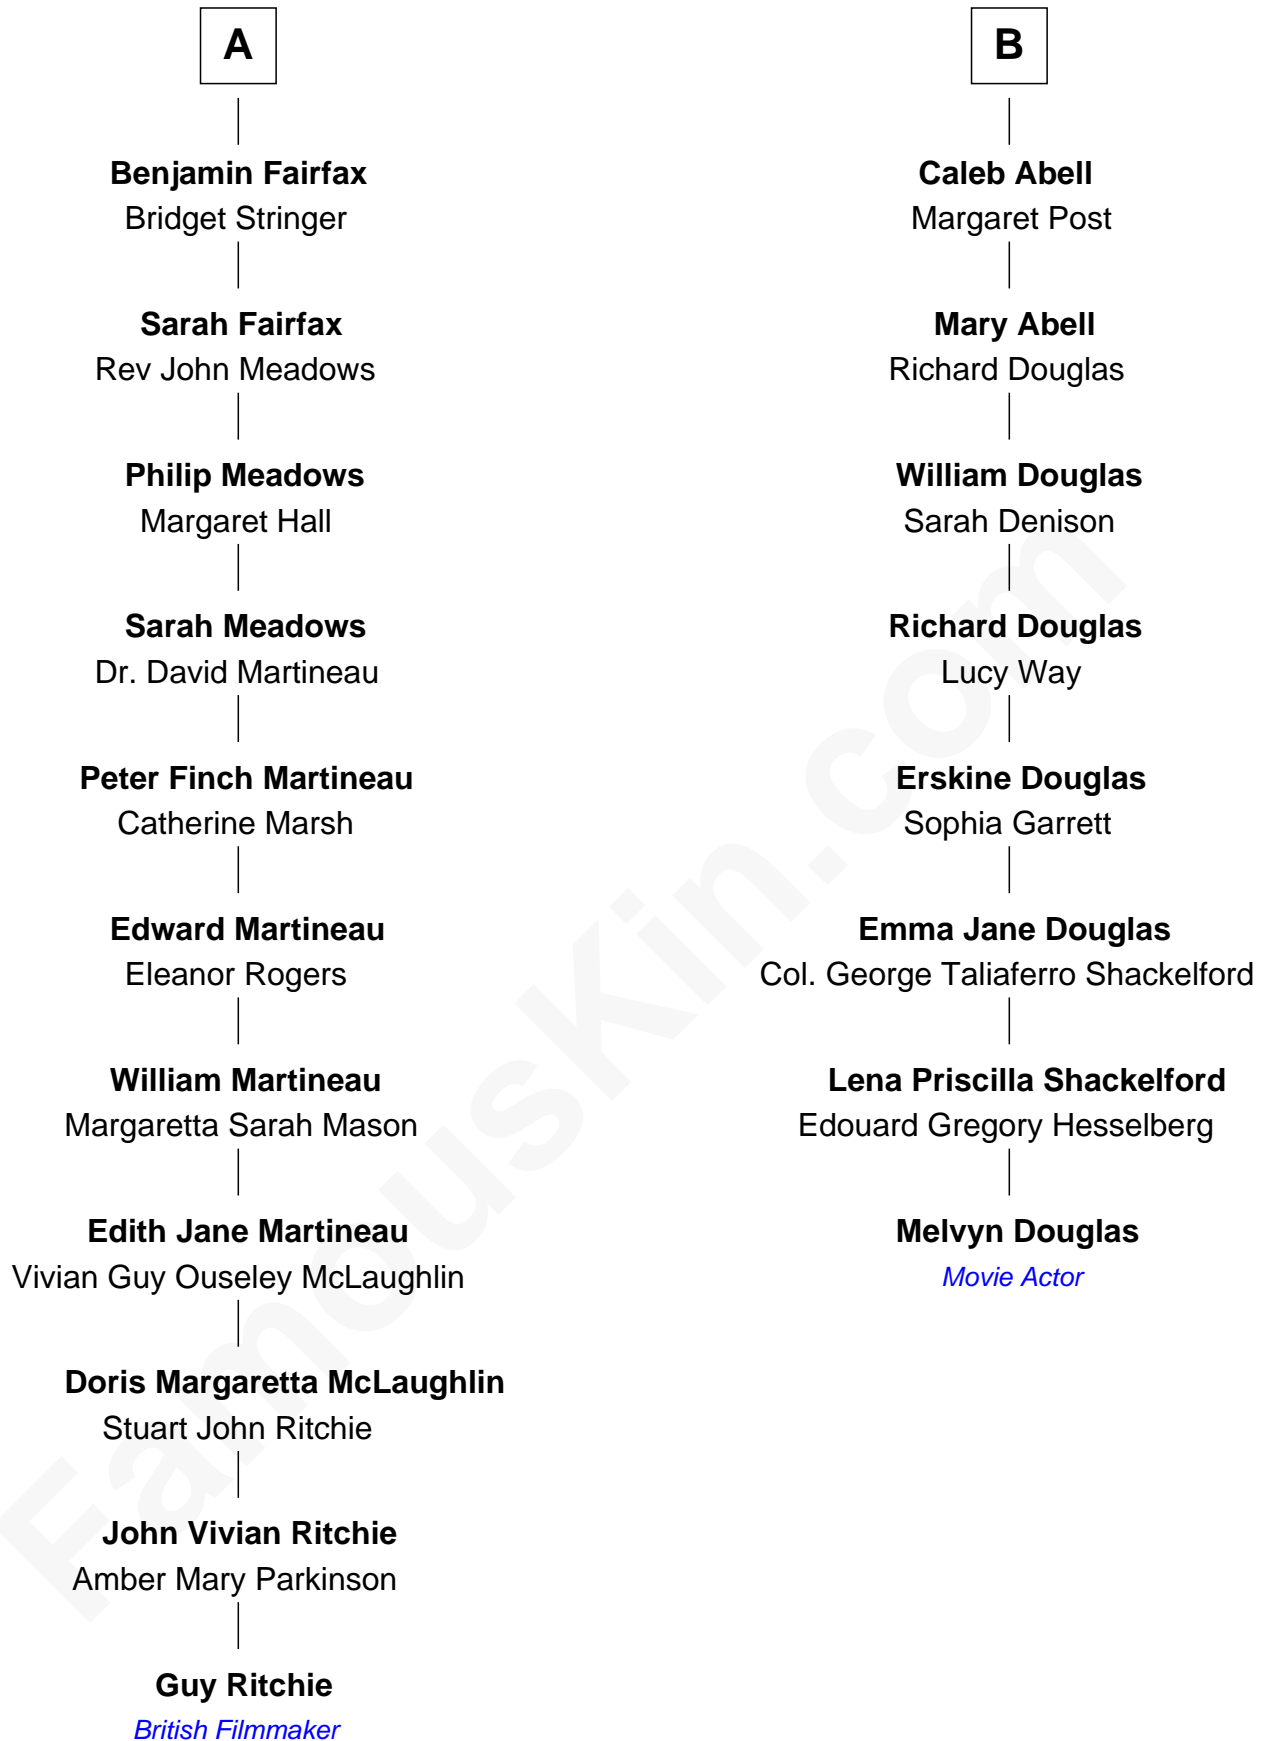 A
Benjamin Fairfax
Bridget Stringer
Sarah Fairfax
Rev John Meadows
Philip Meadows
Margaret Hall
Sarah Meadows
Dr. David Martineau
Peter Finch Martineau
Catherine Marsh
Edward Martineau
Eleanor Rogers
William Martineau
Margaretta Sarah Mason
Edith Jane Martineau
Vivian Guy Ouseley McLaughlin
Doris Margaretta McLaughlin
Stuart John Ritchie
John Vivian Ritchie
Amber Mary Parkinson
Guy Ritchie
British Filmmaker
B
Caleb Abell
Margaret Post
Mary Abell
Richard Douglas
William Douglas
Sarah Denison
Richard Douglas
Lucy Way
Erskine Douglas
Sophia Garrett
Emma Jane Douglas
Col. George Taliaferro Shackelford
Lena Priscilla Shackelford
Edouard Gregory Hesselberg
Melvyn Douglas
Movie Actor
FamousKin.com